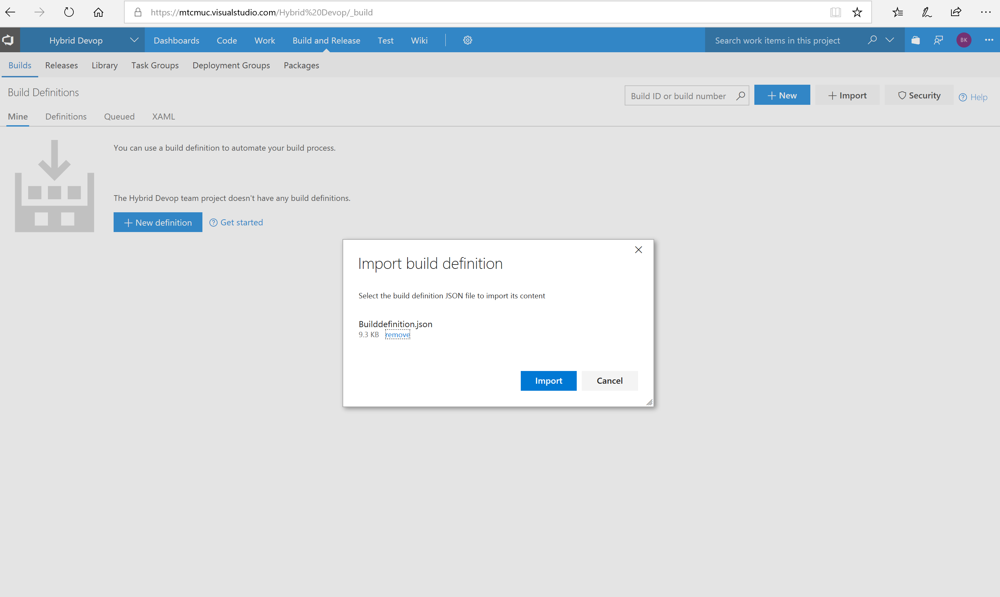 https://mtcmuc.visualstudio.com/Hybrid%20Devop/_build
Hybrid Devop Dashboards Code Work Build and Release Test Wiki Search work items in this project BK
Builds Releases Library Task Groups Deployment Groups Packages
Build Definitions Build ID or build number New Import Security Help
Mine Definitions Queued XAML
You can use a build definition to automate your build process.
The Hybrid Devop team project doesn't have any build definitions.
New definition Get started
Import build definition
Select the build definition JSON file to import its content
Builddefinition.json
9.3 KB remove
Import Cancel